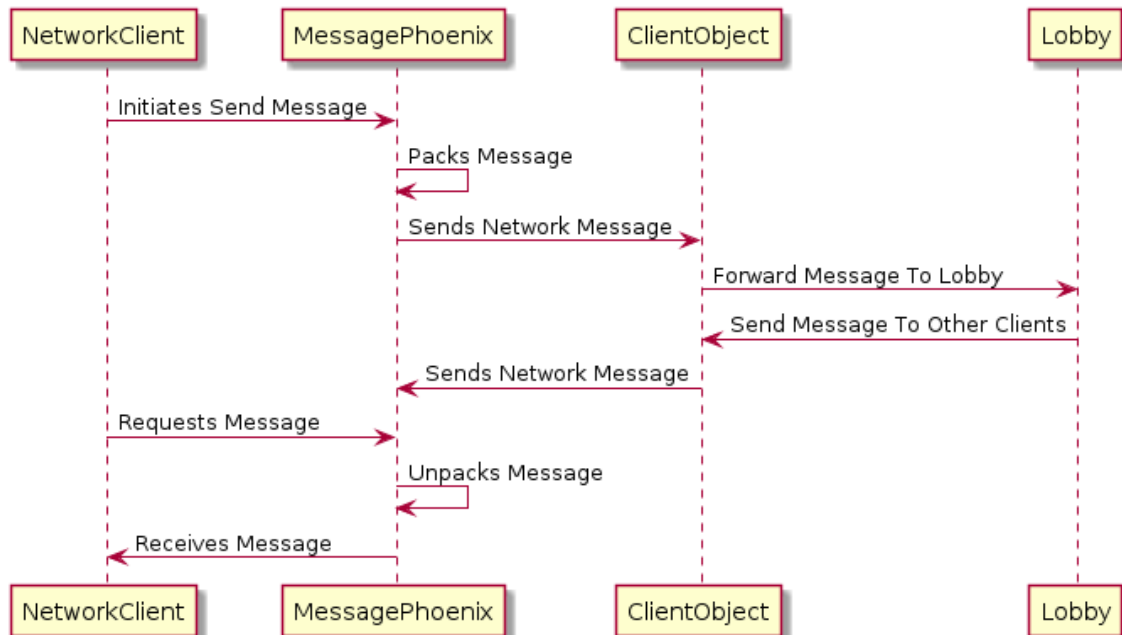 NetworkClient
MessagePhoenix
ClientObject
Lobby
Initiates Send Message
Packs Message
Sends Network Message
Forward Message To Lobby
Send Message To Other Clients
Sends Network Message
Requests Message
Unpacks Message
Receives Message
NetworkClient
MessagePhoenix
ClientObject
Lobby